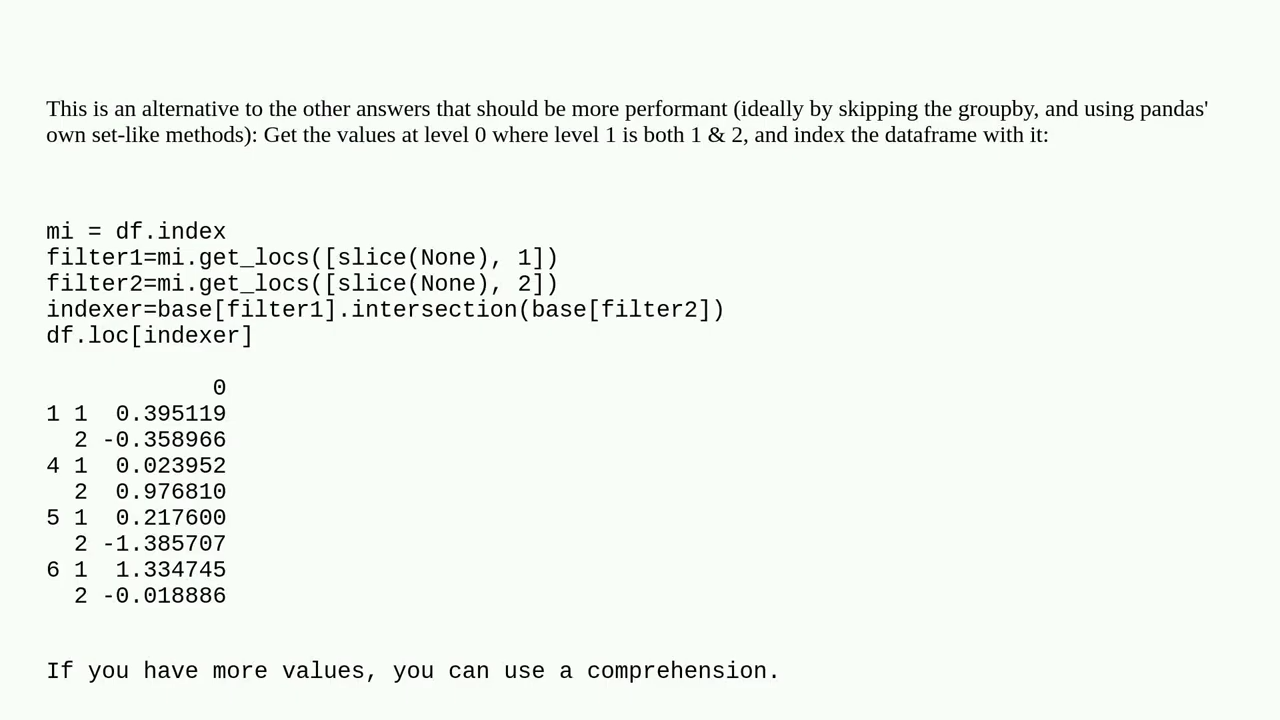 This is an alternative to the other answers that should be more performant (ideally by skipping the groupby, and using pandas'
own set-like methods): Get the values at level 0 where level 1 is both 1 & 2, and index the dataframe with it:
mi = df.index
filter1=mi.get_locs([slice(None), 1])
filter2=mi.get_locs([slice(None), 2])
indexer=base[filter1].intersection(base[filter2])
df.loc[indexer]
            0
1 1  0.395119
  2 -0.358966
4 1  0.023952
  2  0.976810
5 1  0.217600
  2 -1.385707
6 1  1.334745
  2 -0.018886
If you have more values, you can use a comprehension.